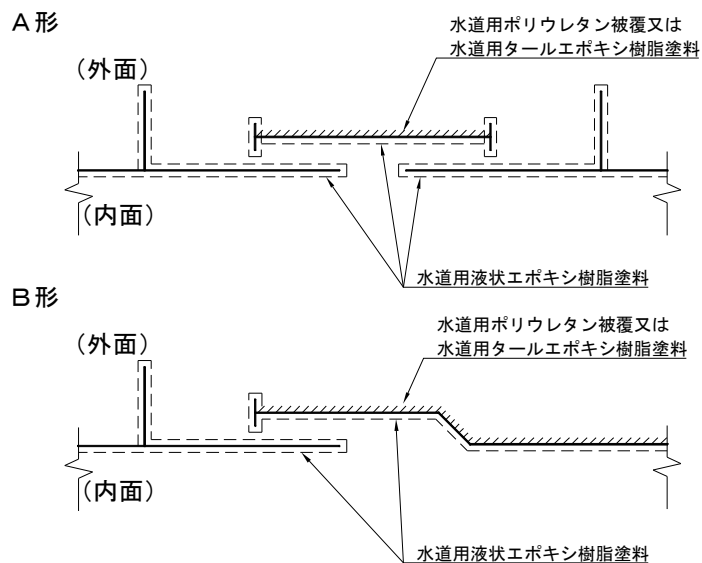 A形
水道用ポリウレタン被覆又は
水道用タールエポキシ樹脂塗料
(外面)
(内面)
水道用液状エポキシ樹脂塗料
B形
水道用ポリウレタン被覆又は
水道用タールエポキシ樹脂塗料
(外面)
(内面)
水道用液状エポキシ樹脂塗料